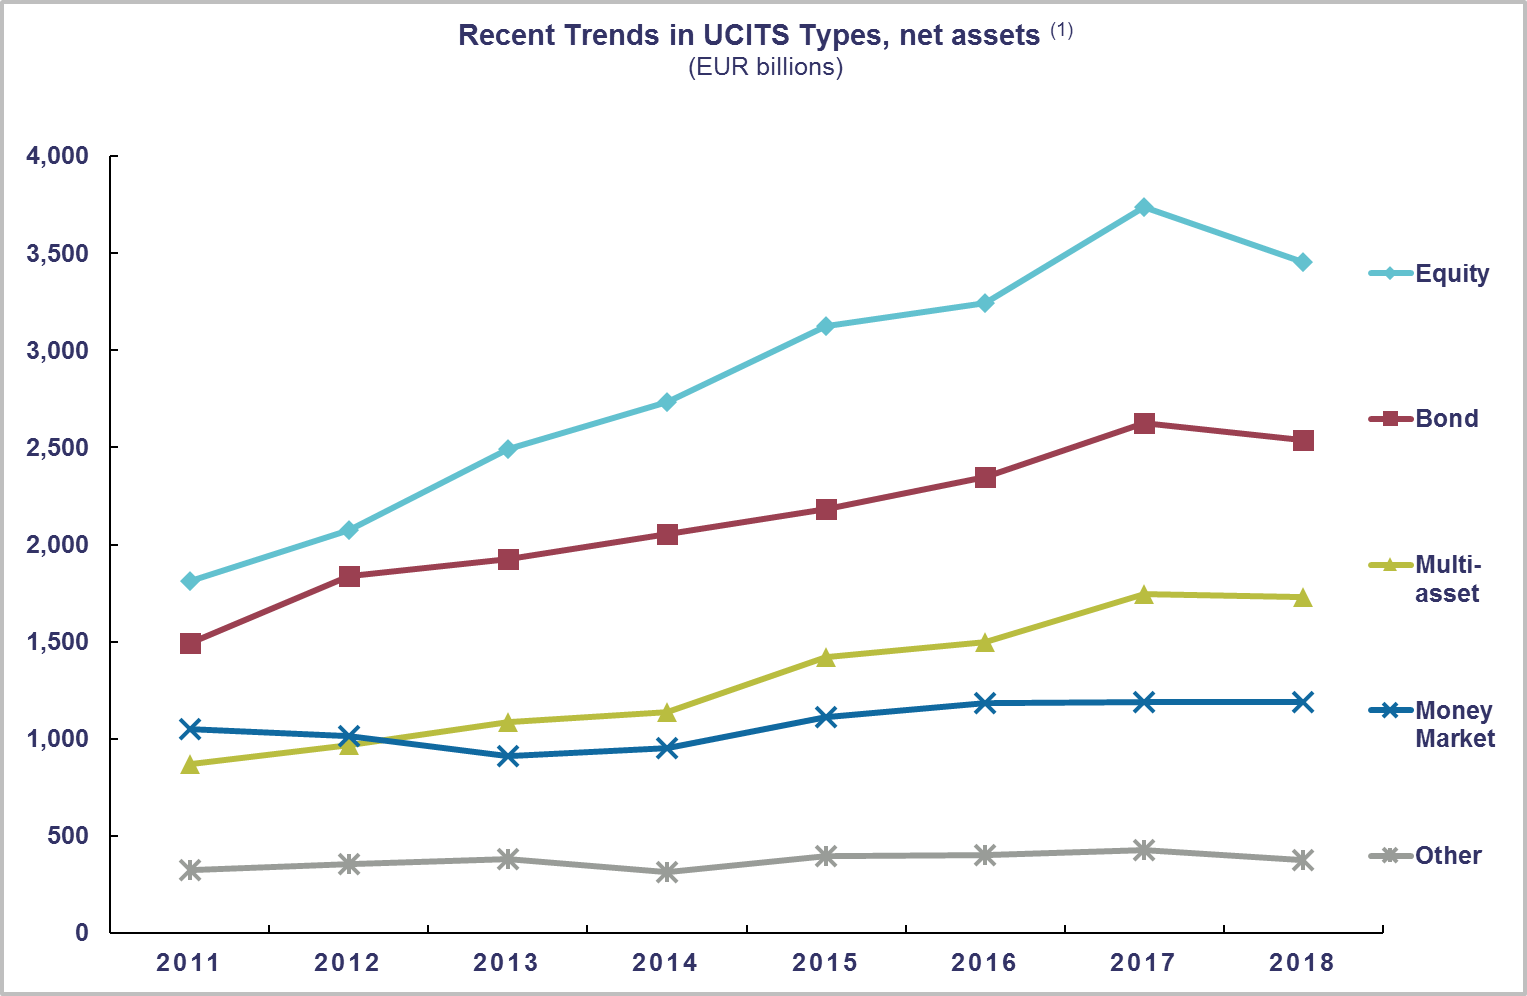 Recent Trends in UCITS Types, net assets (1)
(EUR billions)
4,000
3,500
3,000
2,500
2,000
1,500
1,000
500
0
2011 2012 2013 2014 2015 2016 2017 2018
Equity
Bond
Multi-
asset
Money
Market
Other